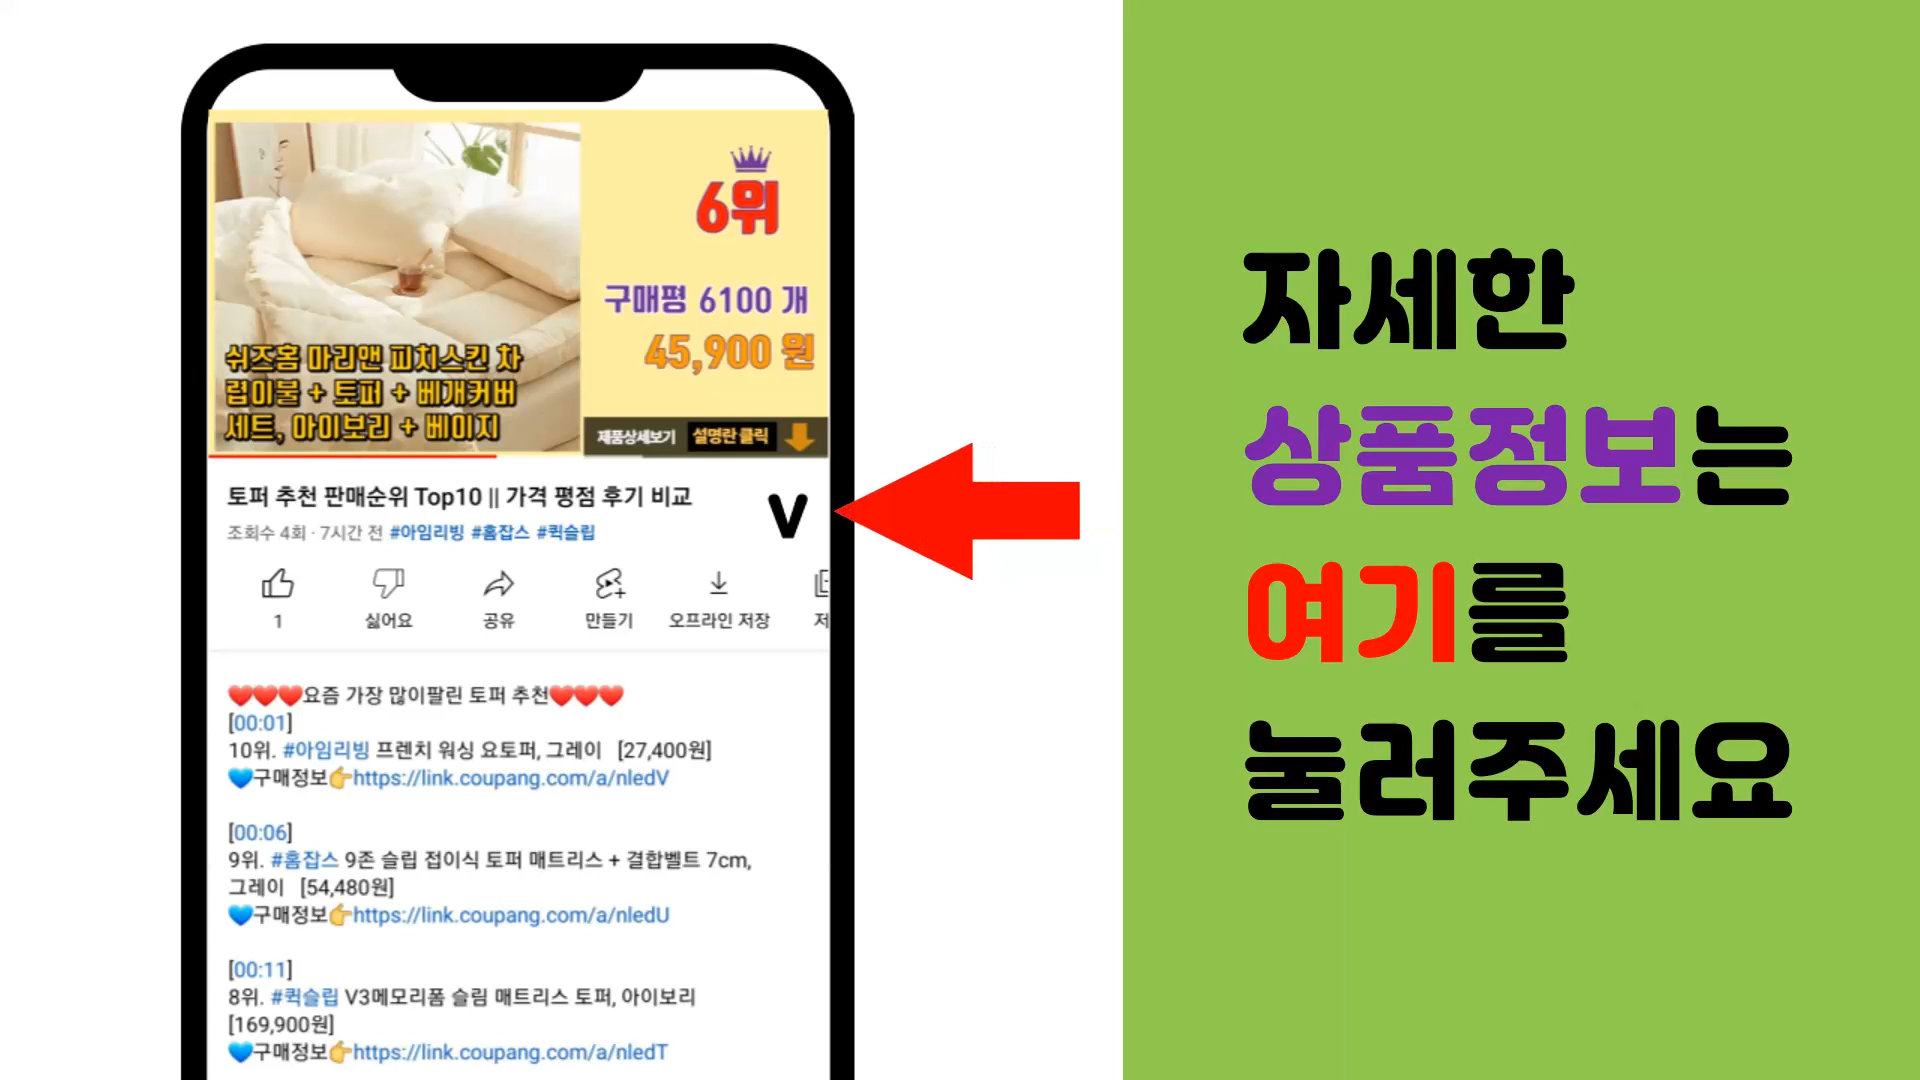 6위
구매평 6100 개
45,900 원
쉬즈홈 마리앤 피치스킨 차
렵이불 + 토퍼 + 베개커버
세트, 아이보리 + 베이지
제품상세보기 설명란 클릭
토퍼 추천 판매순위 Top10 || 가격 평점 후기 비교
V
조회수 4회 · 7시간 전 #아임리빙 #홈잡스 #퀵슬립
1 싫어요 공유 만들기 오프라인 저장 저
❤️❤️❤️요즘 가장 많이팔린 토퍼 추천❤️❤️❤️
[00:01]
10위. #아임리빙 프렌치 워싱 요토퍼, 그레이 [27,400원]
💙구매정보👉https://link.coupang.com/a/nledV
[00:06]
9위. #홈잡스 9존 슬립 접이식 토퍼 매트리스 + 결합벨트 7cm,
그레이 [54,480원]
💙구매정보👉https://link.coupang.com/a/nledU
[00:11]
8위. #퀵슬립 V3메모리폼 슬림 매트리스 토퍼, 아이보리
[169,900원]
💙구매정보👉https://link.coupang.com/a/nledT
자세한
상품정보는
여기를
눌러주세요